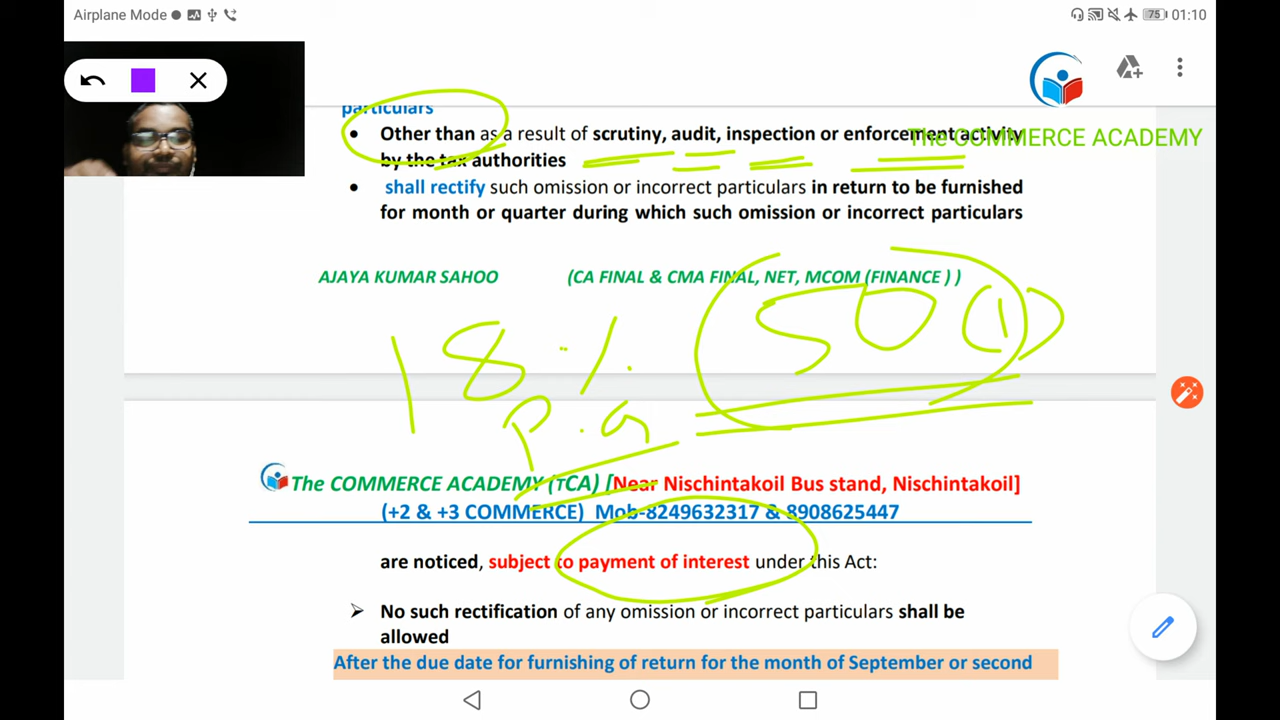 Airplane Mode
75 01:10
particulars
• Other than as a result of scrutiny, audit, inspection or enforcement activity
The COMMERCE ACADEMY
by the tax authorities
• shall rectify such omission or incorrect particulars in return to be furnished
for month or quarter during which such omission or incorrect particulars
AJAYA KUMAR SAHOO (CA FINAL & CMA FINAL, NET, MCOM (FINANCE ) )
18 % 50 (1)
p.a
The COMMERCE ACADEMY (TCA) [Near Nischintakoil Bus stand, Nischintakoil]
(+2 & +3 COMMERCE) Mob-8249632317 & 8908625447
are noticed, subject to payment of interest under this Act:
➢ No such rectification of any omission or incorrect particulars shall be
allowed
After the due date for furnishing of return for the month of September or second